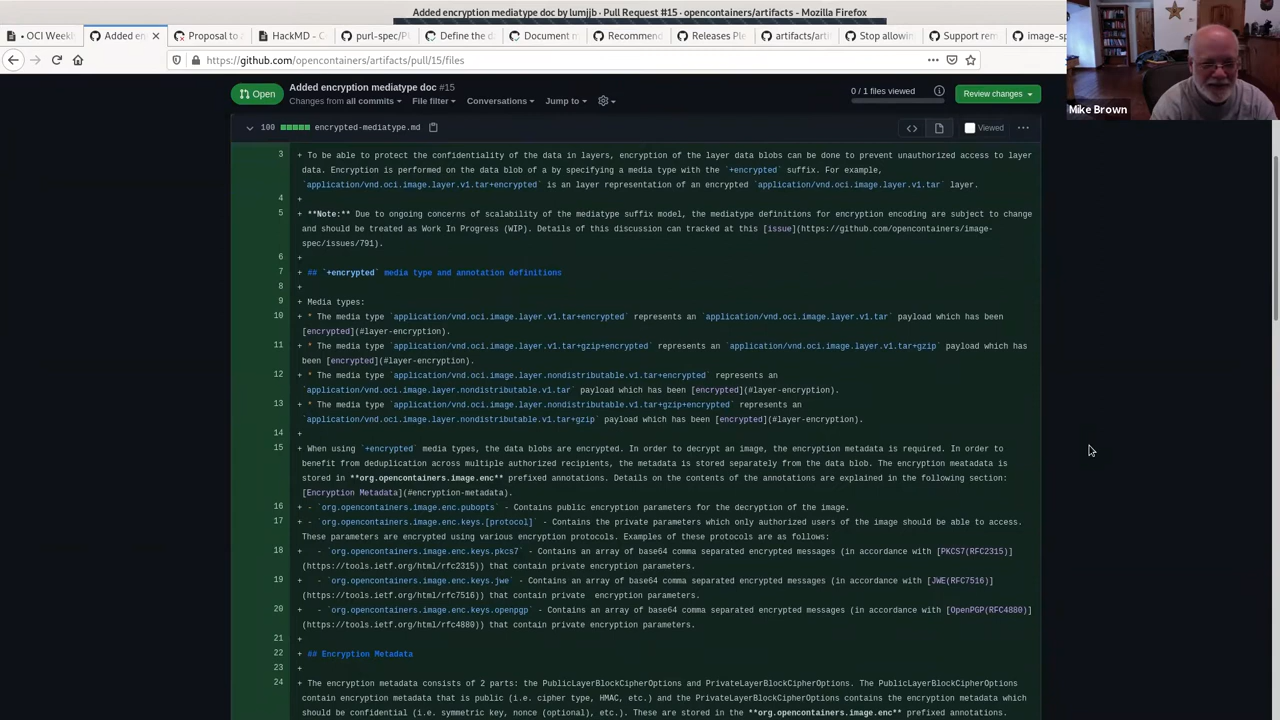 Added encryption mediatype doc by lumjjb · Pull Request #15 · opencontainers/artifacts - Mozilla Firefox
• OCI Week
Added en
Proposal to
HackMD - C
purl-spec/P
Define the d
Document m
Recommend
Releases Ple
artifacts/arti
Stop allowin
Support rem
image-sp
https://github.com/opencontainers/artifacts/pull/15/files
Mike Brown
Open
Added encryption mediatype doc #15
Changes from all commits
File filter
Conversations
Jump to
0 / 1 files viewed
Review changes
100 encrypted-mediatype.md
Viewed
3 + To be able to protect the confidentiality of the data in layers, encryption of the layer data blobs can be done to prevent unauthorized access to layer
data. Encryption is performed on the data blob of a by specifying a media type with the `+encrypted` suffix. For example,
`application/vnd.oci.image.layer.v1.tar+encrypted` is an layer representation of an encrypted `application/vnd.oci.image.layer.v1.tar` layer.
4 +
5 + **Note:** Due to ongoing concerns of scalability of the mediatype suffix model, the mediatype definitions for encryption encoding are subject to change
and should be treated as Work In Progress (WIP). Details of this discussion can tracked at this [issue](https://github.com/opencontainers/image-
spec/issues/791).
6 +
7 + ## `+encrypted` media type and annotation definitions
8 +
9 + Media types:
10 + * The media type `application/vnd.oci.image.layer.v1.tar+encrypted` represents an `application/vnd.oci.image.layer.v1.tar` payload which has been
[encrypted](#layer-encryption).
11 + * The media type `application/vnd.oci.image.layer.v1.tar+gzip+encrypted` represents an `application/vnd.oci.image.layer.v1.tar+gzip` payload which has
been [encrypted](#layer-encryption).
12 + * The media type `application/vnd.oci.image.layer.nondistributable.v1.tar+encrypted` represents an
`application/vnd.oci.image.layer.nondistributable.v1.tar` payload which has been [encrypted](#layer-encryption).
13 + * The media type `application/vnd.oci.image.layer.nondistributable.v1.tar+gzip+encrypted` represents an
`application/vnd.oci.image.layer.nondistributable.v1.tar+gzip` payload which has been [encrypted](#layer-encryption).
14 +
15 + When using `+encrypted` media types, the data blobs are encrypted. In order to decrypt an image, the encryption metadata is required. In order to
benefit from deduplication across multiple authorized recipients, the metadata is stored separately from the data blob. The encryption meatadata is
stored in **org.opencontainers.image.enc** prefixed annotations. Details on the contents of the annotations are explained in the following section:
[Encryption Metadata](#encryption-metadata).
16 + - `org.opencontainers.image.enc.pubopts` - Contains public encryption parameters for the decryption of the image.
17 + - `org.opencontainers.image.enc.keys.[protocol]` - Contains the private parameters which only authorized users of the image should be able to access.
These parameters are encrypted using various encryption protocols. Examples of these protocols are as follows:
18 + - `org.opencontainers.image.enc.keys.pkcs7` - Contains an array of base64 comma separated encrypted messages (in accordance with [PKCS7(RFC2315)]
(https://tools.ietf.org/html/rfc2315)) that contain private encryption parameters.
19 + - `org.opencontainers.image.enc.keys.jwe` - Contains an array of base64 comma separated encrypted messages (in accordance with [JWE(RFC7516)]
(https://tools.ietf.org/html/rfc7516)) that contain private encryption parameters.
20 + - `org.opencontainers.image.enc.keys.openpgp` - Contains an array of base64 comma separated encrypted messages (in accordance with [OpenPGP(RFC4880)]
(https://tools.ietf.org/html/rfc4880)) that contain private encryption parameters.
21 +
22 + ## Encryption Metadata
23 +
24 + The encryption metadata consists of 2 parts: the PublicLayerBlockCipherOptions and PrivateLayerBlockCipherOptions. The PublicLayerBlockCipherOptions
contain encryption metadata that is public (i.e. cipher type, HMAC, etc.) and the PrivateLayerBlockCipherOptions contains the encryption metadata which
should be confidential (i.e. symmetric key, nonce (optional), etc.). These are stored in the **org.opencontainers.image.enc** prefixed annotations.